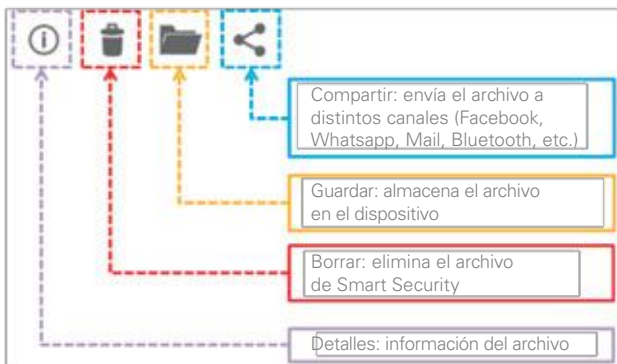 Compartir: envía el archivo a
distintos canales (Facebook,
Whatsapp, Mail, Bluetooth, etc.)
Guardar: almacena el archivo
en el dispositivo
Borrar: elimina el archivo
de Smart Security
Detalles: información del archivo